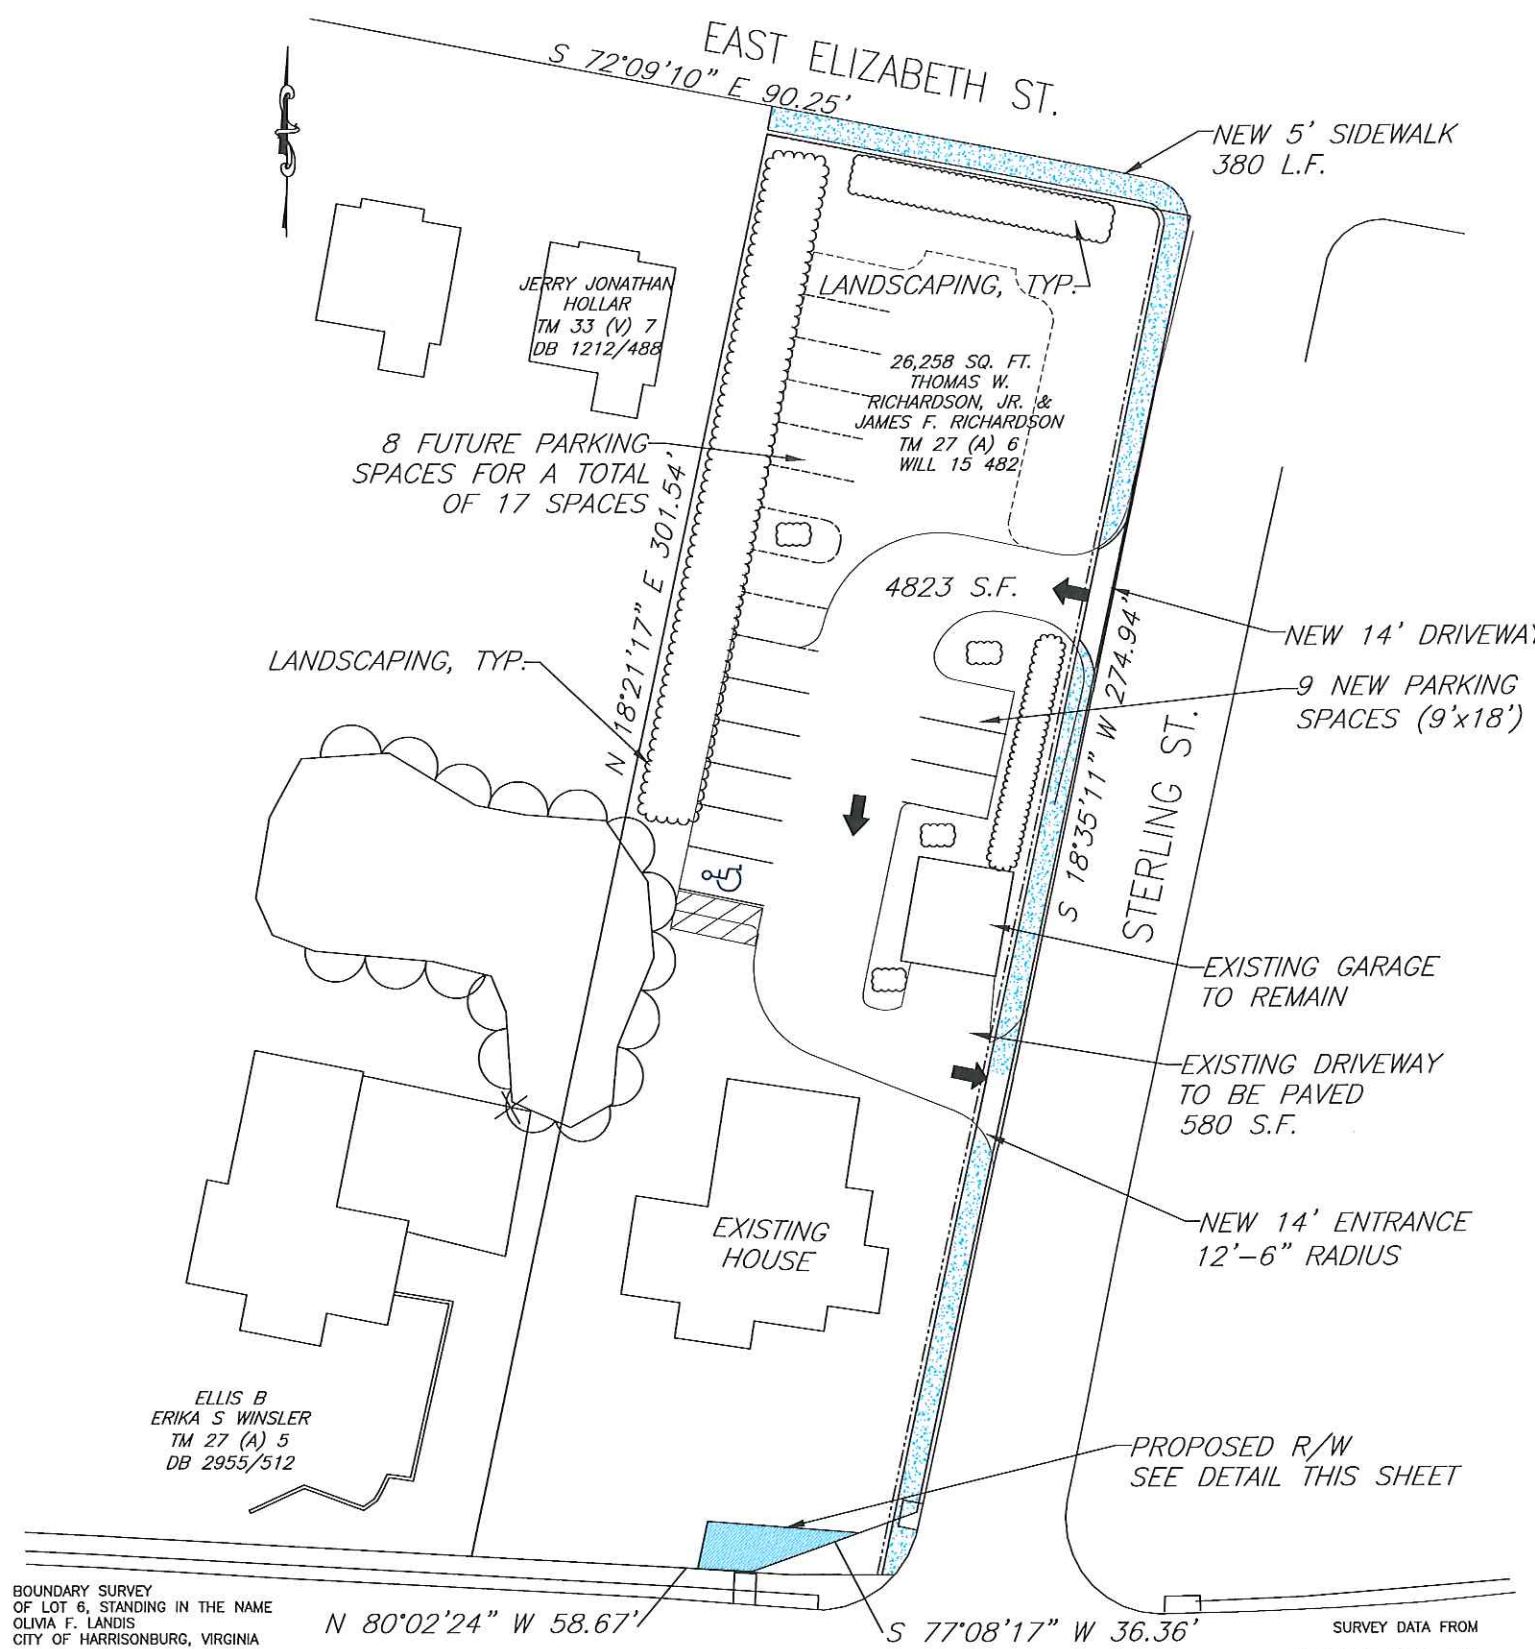 EAST ELIZABETH ST.
S 72°09'10" E 90.25'
NEW 5' SIDEWALK
380 L.F.
JERRY JONATHAN
HOLLAR
TM 33 (V) 7
DB 1212/488
LANDSCAPING, TYP.
26,258 SQ. FT.
THOMAS W.
RICHARDSON, JR. &
JAMES F. RICHARDSON
TM 27 (A) 6
WILL 15 482
8 FUTURE PARKING
SPACES FOR A TOTAL
OF 17 SPACES
N 18°21'17" E 301.54'
4823 S.F.
NEW 14' DRIVEWAY
LANDSCAPING, TYP.
9 NEW PARKING
SPACES (9'x18')
S 18°35'11" W 274.94"
STERLING ST.
EXISTING GARAGE
TO REMAIN
EXISTING DRIVEWAY
TO BE PAVED
580 S.F.
NEW 14' ENTRANCE
12'-6" RADIUS
EXISTING
HOUSE
ELLIS B
ERIKA S WINSLER
TM 27 (A) 5
DB 2955/512
PROPOSED R/W
SEE DETAIL THIS SHEET
BOUNDARY SURVEY
OF LOT 6, STANDING IN THE NAME
OLIVIA F. LANDIS
CITY OF HARRISONBURG, VIRGINIA
N 80°02'24" W 58.67'
S 77°08'17" W 36.36'
SURVEY DATA FROM